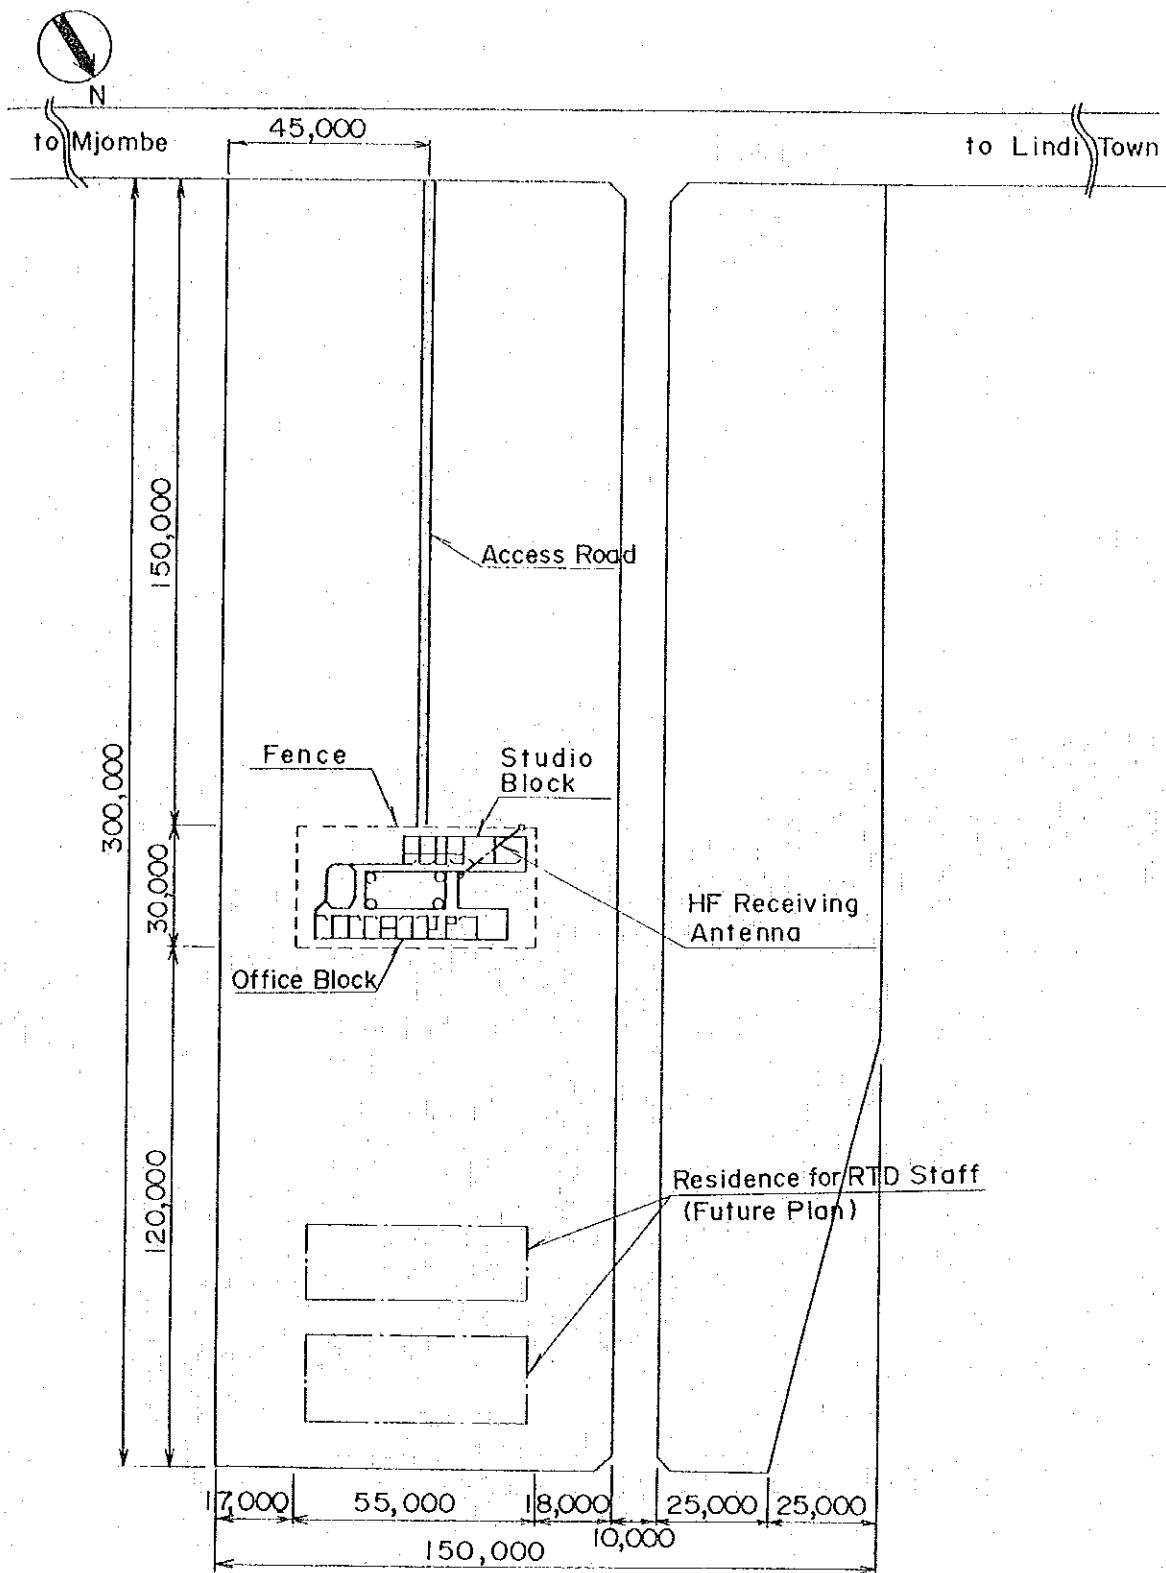 N
to Mjombe
45,000
to Lindi Town
150,000
Access Road
300,000
Fence
Studio
Block
30,000
HF Receiving
Antenna
Office Block
120,000
Residence for RTD Staff
(Future Plan)
17,000
55,000
18,000
25,000
25,000
10,000
150,000